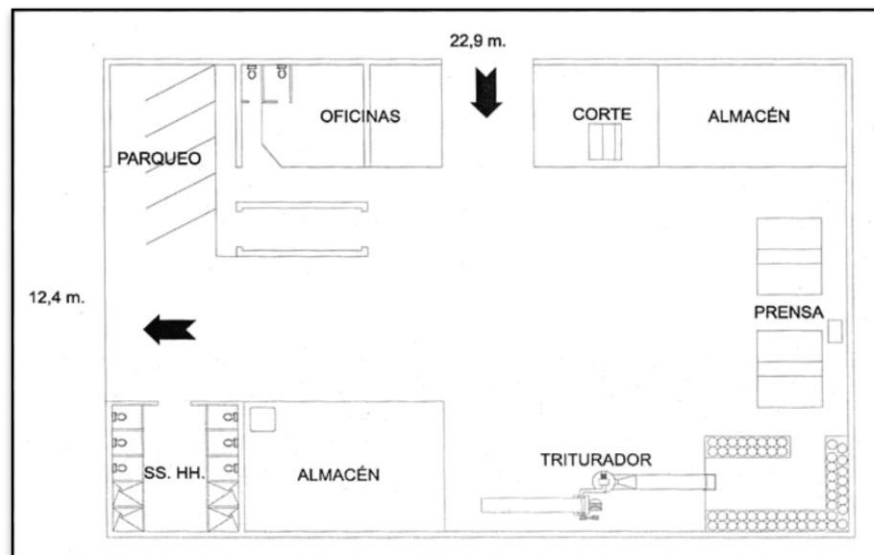 22,9 m.
OFICINAS
CORTE
ALMACÉN
PARQUEO
12,4 m.
PRENSA
SS. HH.
ALMACÉN
TRITURADOR